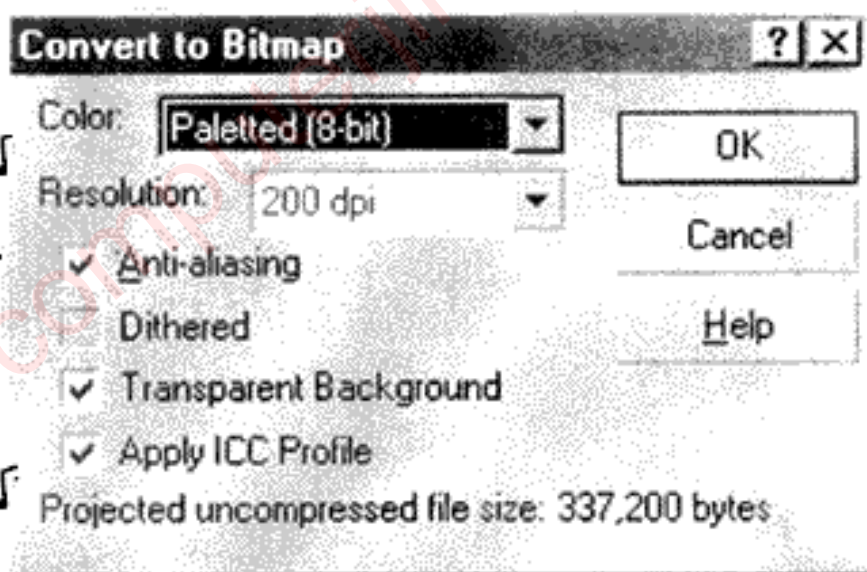 Convert to Bitmap
Color: Paletted (8-bit)
OK
Resolution: 200 dpi
Cancel
Anti-aliasing
Dithered
Help
Transparent Background
Apply ICC Profile
Projected uncompressed file size: 337,200 bytes